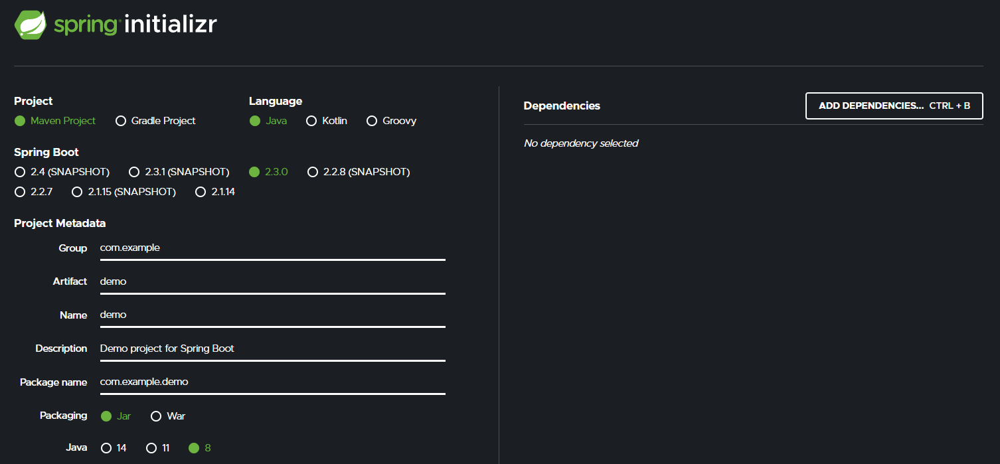 spring initializr
Project
Maven Project Gradle Project
Language
Java Kotlin Groovy
Spring Boot
2.4 (SNAPSHOT) 2.3.1 (SNAPSHOT) 2.3.0 2.2.8 (SNAPSHOT)
2.2.7 2.1.15 (SNAPSHOT) 2.1.14
Project Metadata
Group com.example
Artifact demo
Name demo
Description Demo project for Spring Boot
Package name com.example.demo
Packaging Jar War
Java 14 11 8
Dependencies
ADD DEPENDENCIES... CTRL + B
No dependency selected